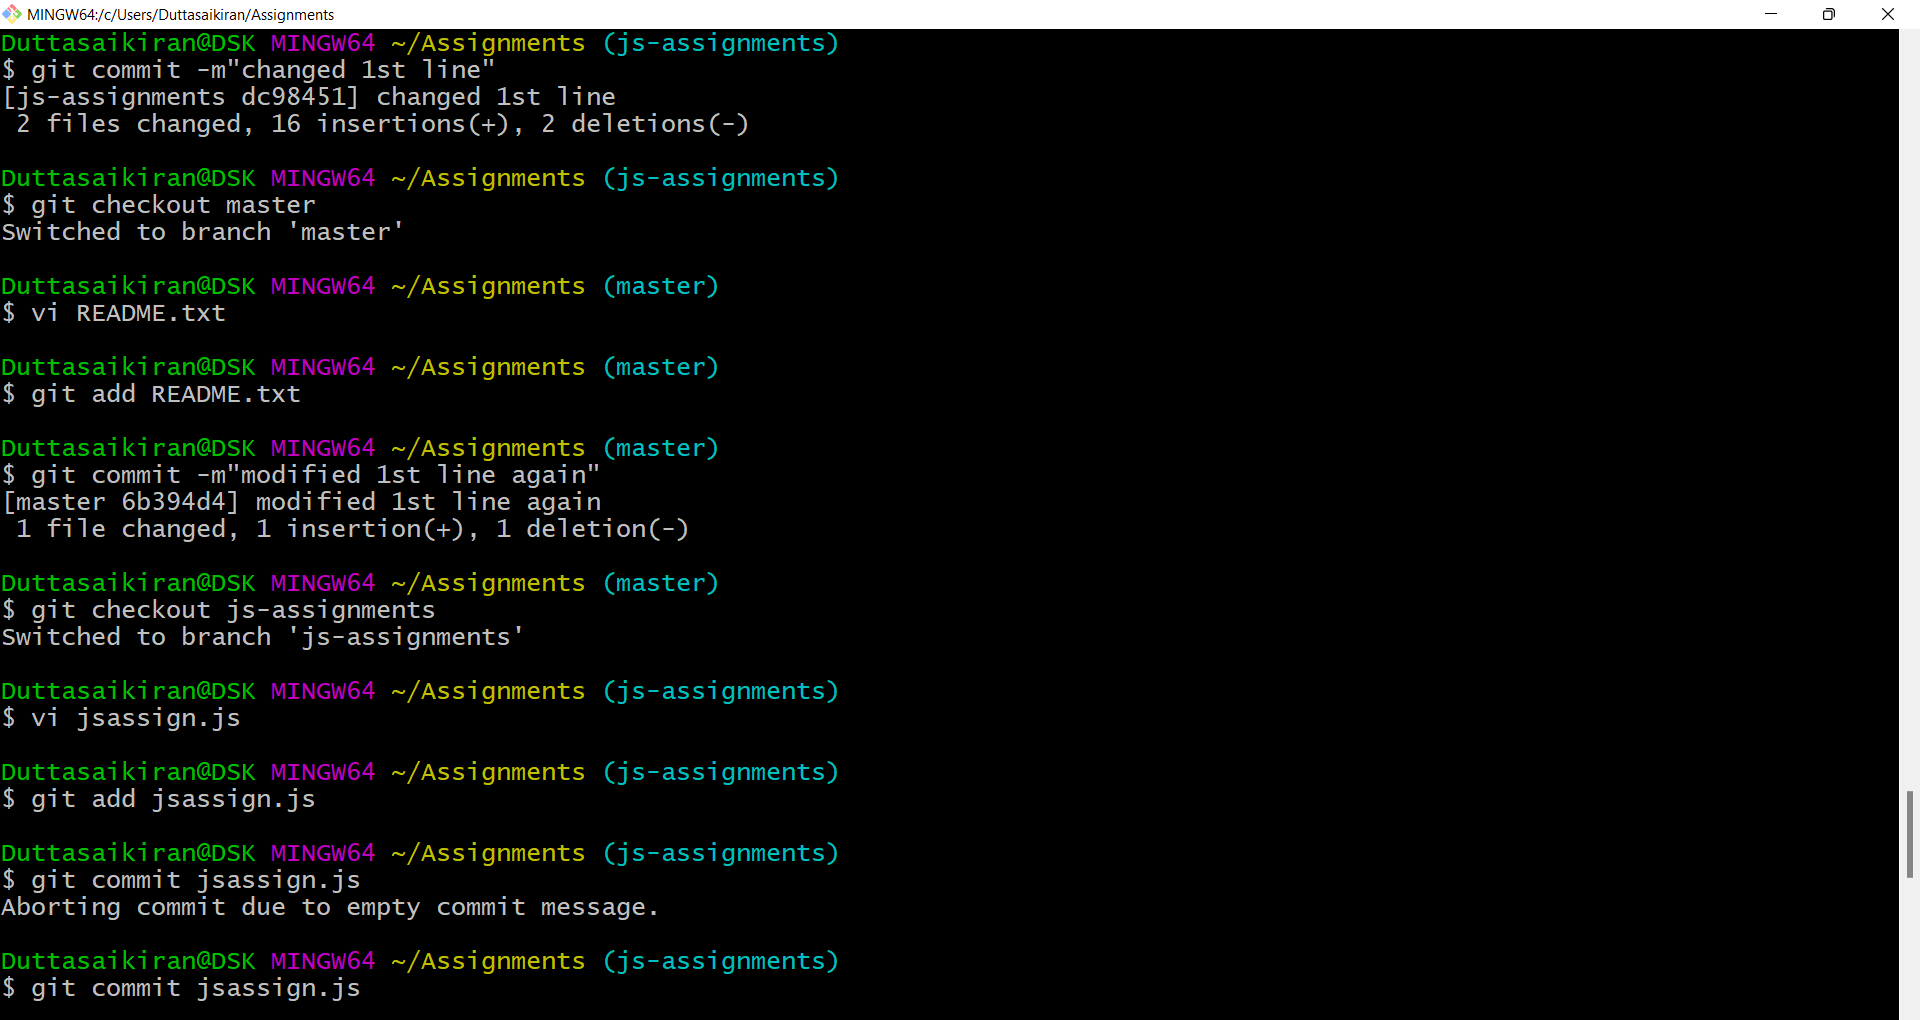 MINGW64:/c/Users/Duttasaikiran/Assignments
Duttasaikiran@DSK MINGW64 ~/Assignments (js-assignments)
$ git commit -m"changed 1st line"
[js-assignments dc98451] changed 1st line
 2 files changed, 16 insertions(+), 2 deletions(-)
Duttasaikiran@DSK MINGW64 ~/Assignments (js-assignments)
$ git checkout master
Switched to branch 'master'
Duttasaikiran@DSK MINGW64 ~/Assignments (master)
$ vi README.txt
Duttasaikiran@DSK MINGW64 ~/Assignments (master)
$ git add README.txt
Duttasaikiran@DSK MINGW64 ~/Assignments (master)
$ git commit -m"modified 1st line again"
[master 6b394d4] modified 1st line again
 1 file changed, 1 insertion(+), 1 deletion(-)
Duttasaikiran@DSK MINGW64 ~/Assignments (master)
$ git checkout js-assignments
Switched to branch 'js-assignments'
Duttasaikiran@DSK MINGW64 ~/Assignments (js-assignments)
$ vi jsassign.js
Duttasaikiran@DSK MINGW64 ~/Assignments (js-assignments)
$ git add jsassign.js
Duttasaikiran@DSK MINGW64 ~/Assignments (js-assignments)
$ git commit jsassign.js
Aborting commit due to empty commit message.
Duttasaikiran@DSK MINGW64 ~/Assignments (js-assignments)
$ git commit jsassign.js